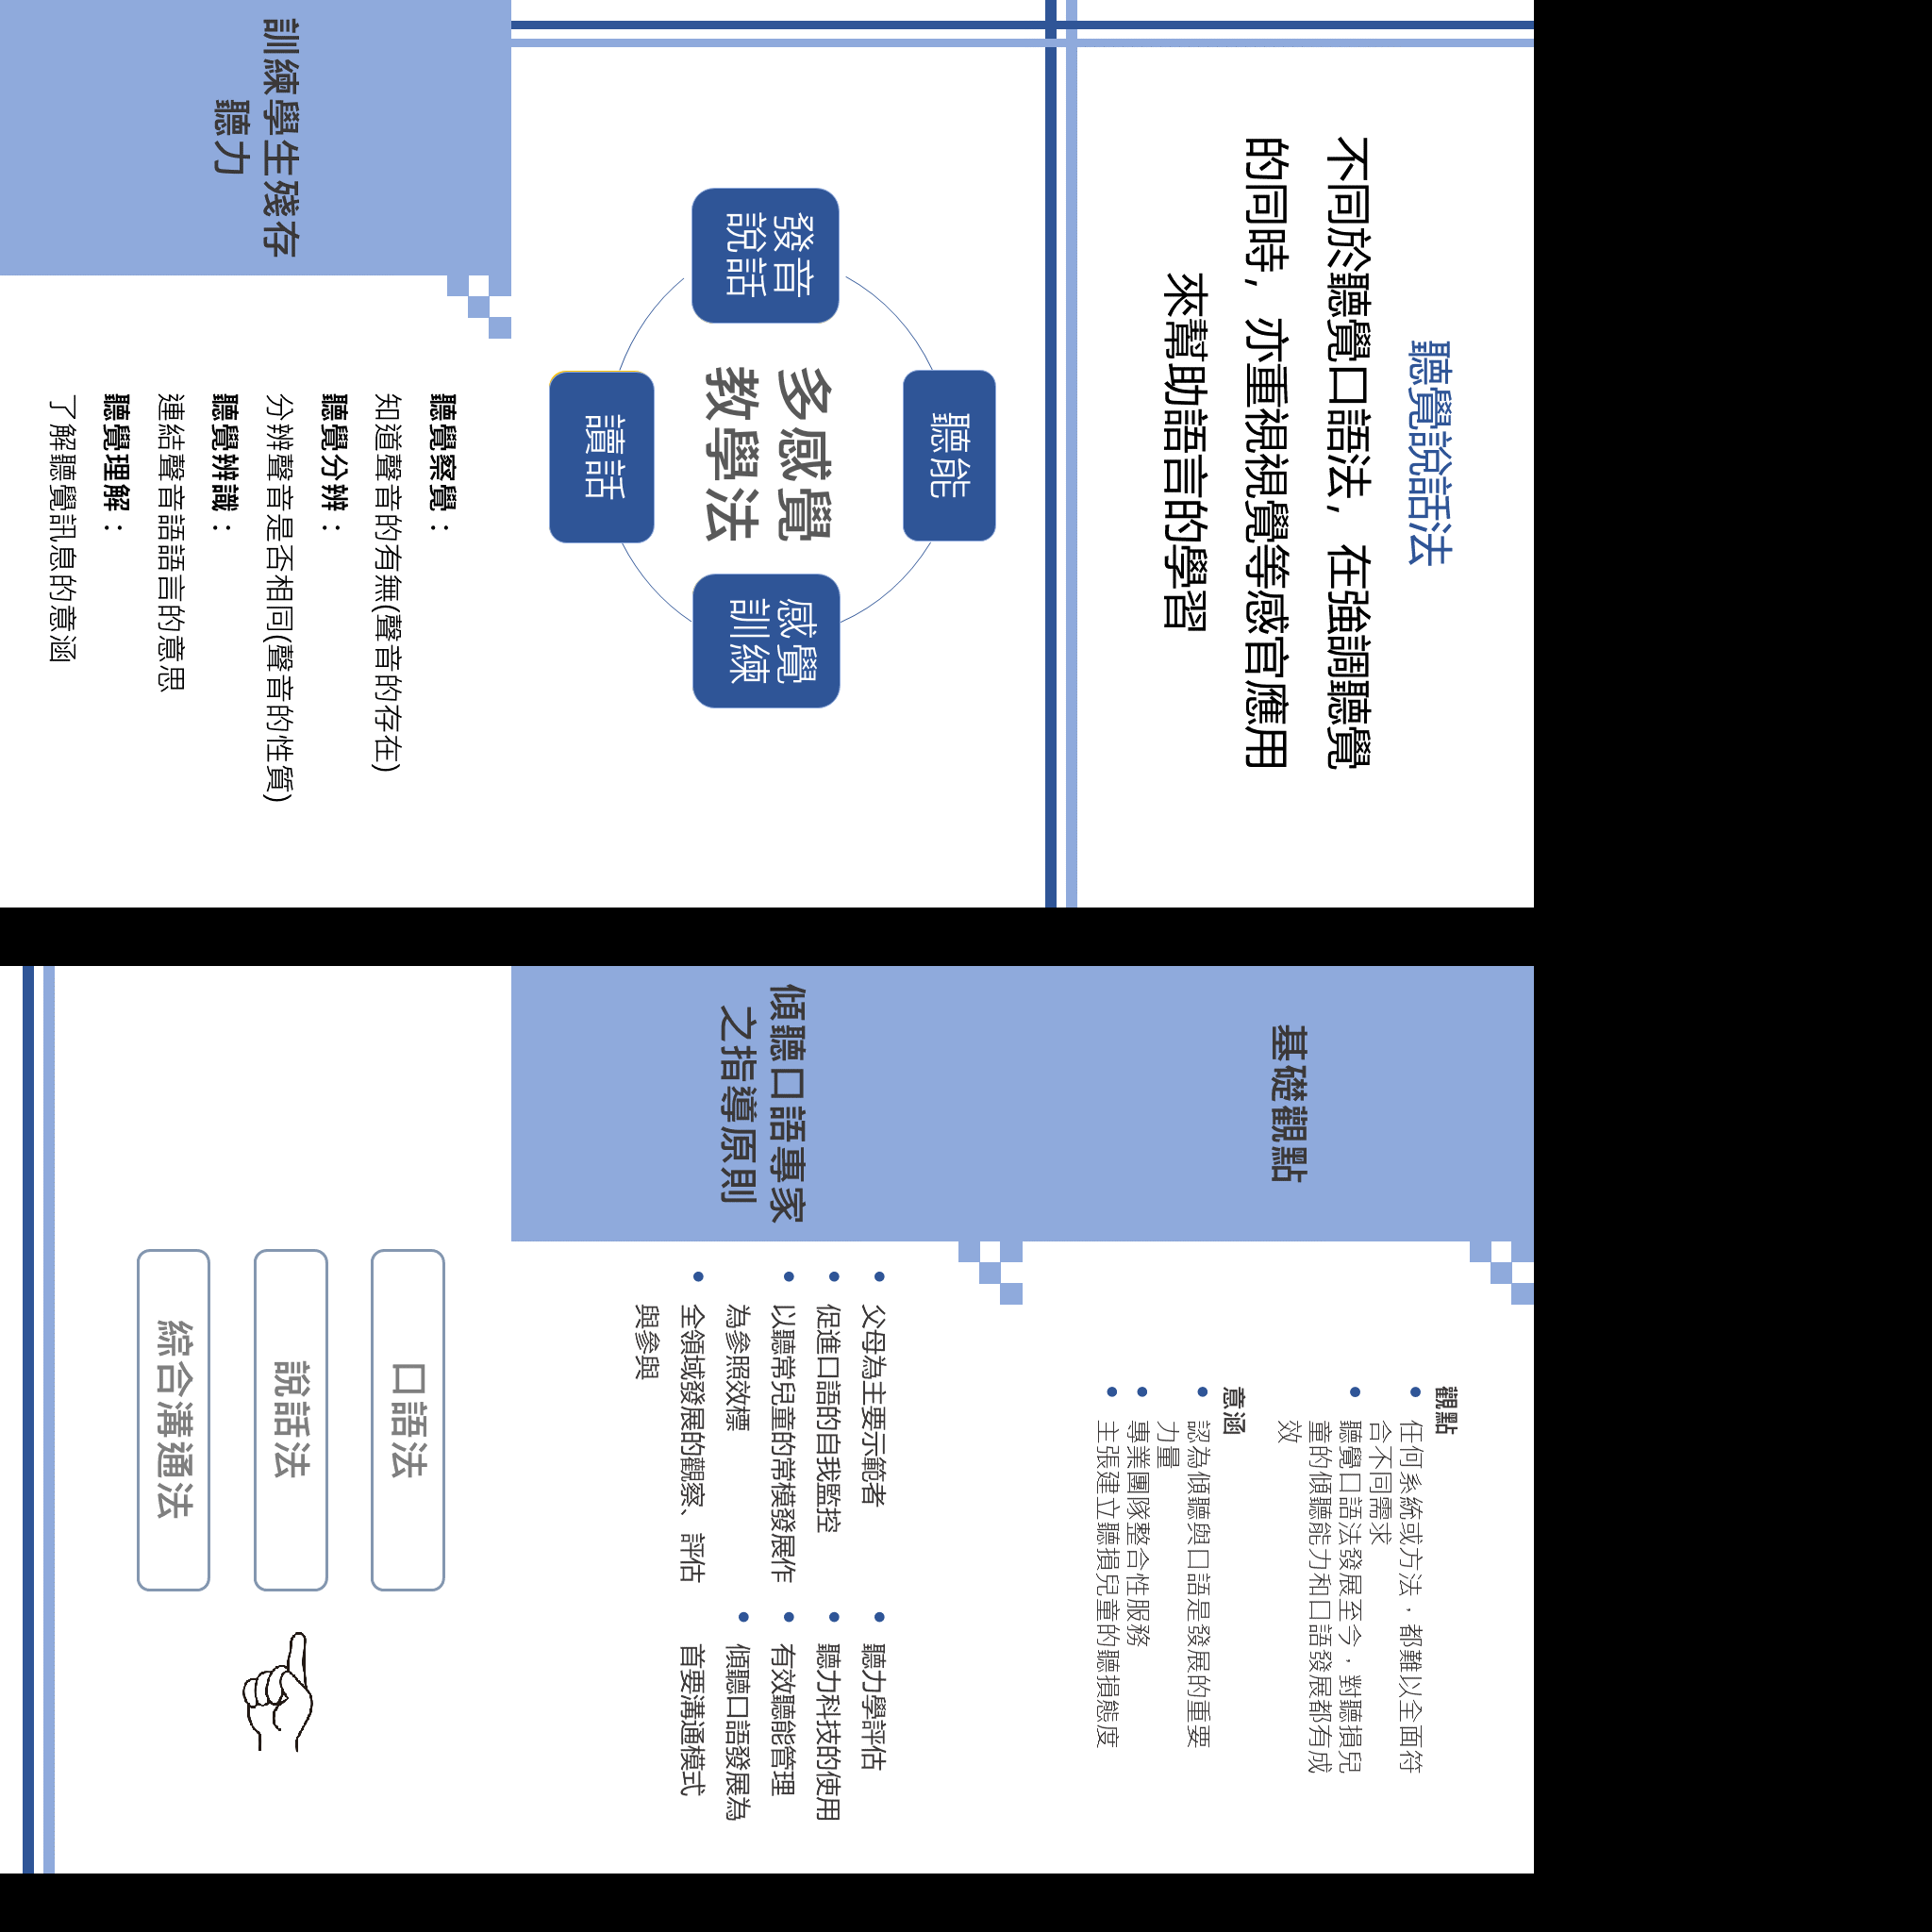 聽覺說話法
不同於聽覺口語法，在強調聽覺
的同時，亦重視視覺等感官應用
來幫助語言的學習
聽能
發音
說話
多感覺
教學法
感覺
訓練
讀話
訓練學生殘存
聽力
聽覺察覺：
知道聲音的有無(聲音的存在)
聽覺分辨：
分辨聲音是否相同(聲音的性質)
聽覺辨識：
連結聲音語語言的意思
聽覺理解：
了解聽覺訊息的意涵
基礎觀點
觀點
• 任何系統或方法，都難以全面符
合不同需求
• 聽覺口語法發展至今，對聽損兒
童的傾聽能力和口語發展都有成
效
意涵
• 認為傾聽與口語是發展的重要
力量
• 專業團隊整合性服務
• 主張建立聽損兒童的聽損態度
傾聽口語專家
之指導原則
• 父母為主要示範者
• 促進口語的自我監控
• 以聽常兒童的常模發展作
為參照效標
• 全領域發展的觀察、評估
與參與
• 聽力學評估
• 聽力科技的使用
• 有效聽能管理
• 傾聽口語發展為
首要溝通模式
口語法
說話法
綜合溝通法